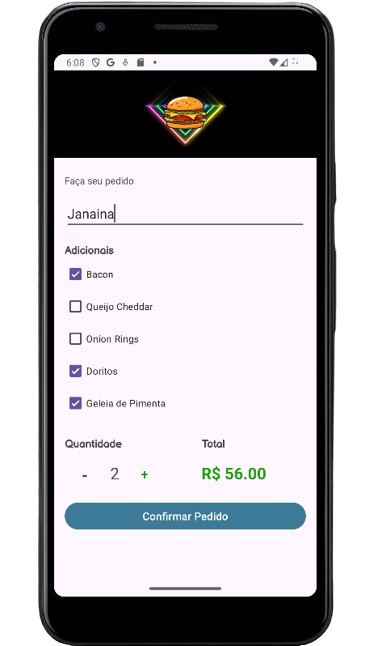 6:08
Faça seu pedido
Janaina
Adicionais
Bacon
Queijo Cheddar
Onion Rings
Doritos
Geleia de Pimenta
Quantidade Total
- 2 + R$ 56.00
Confirmar Pedido